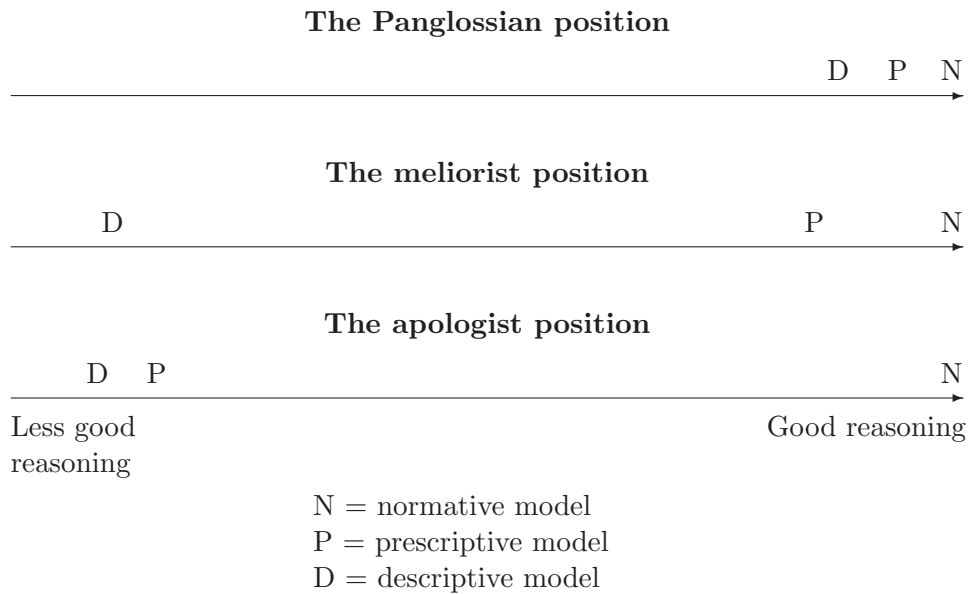 The Panglossian position
D P N
The meliorist position
D P N
The apologist position
D P N
Less good Good reasoning
reasoning
N = normative model
P = prescriptive model
D = descriptive model